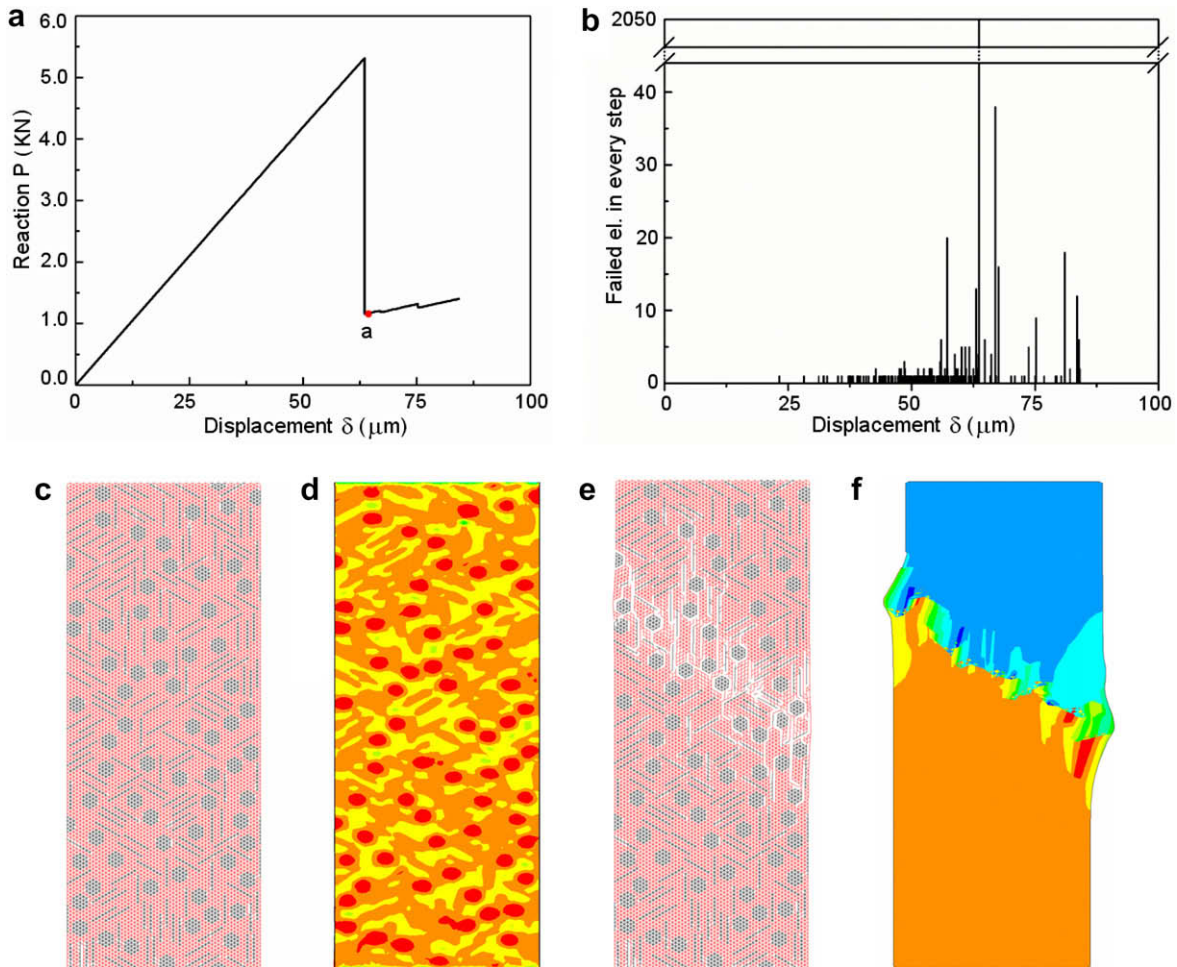 a
6.0
5.0
4.0
3.0
2.0
1.0
0.0
Reaction P (KN)
a
0
25
50
75
100
Displacement δ (μm)
b
2050
40
30
20
10
0
Failed el. in every step
0
25
50
75
100
Displacement δ (μm)
c
d
e
f